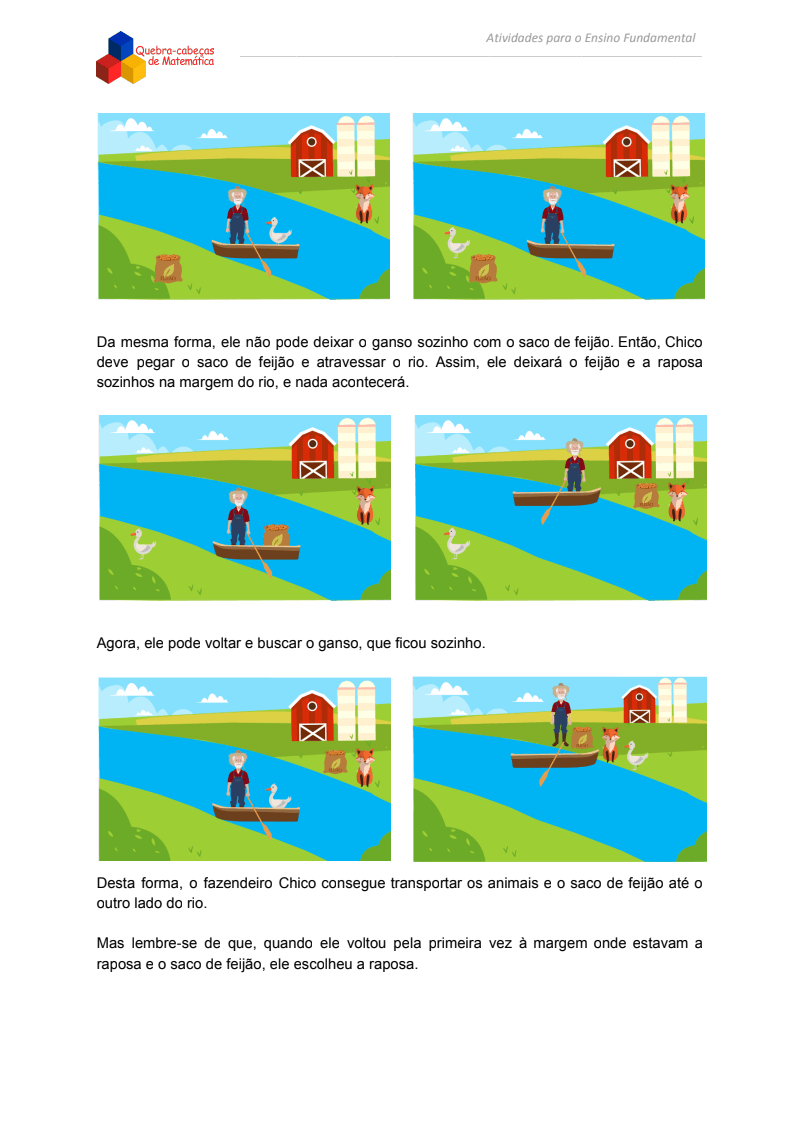 Quebra-cabeças
de Matemática
Atividades para o Ensino Fundamental
Da mesma forma, ele não pode deixar o ganso sozinho com o saco de feijão. Então, Chico
deve pegar o saco de feijão e atravessar o rio. Assim, ele deixará o feijão e a raposa
sozinhos na margem do rio, e nada acontecerá.
Agora, ele pode voltar e buscar o ganso, que ficou sozinho.
Desta forma, o fazendeiro Chico consegue transportar os animais e o saco de feijão até o
outro lado do rio.
Mas lembre-se de que, quando ele voltou pela primeira vez à margem onde estavam a
raposa e o saco de feijão, ele escolheu a raposa.